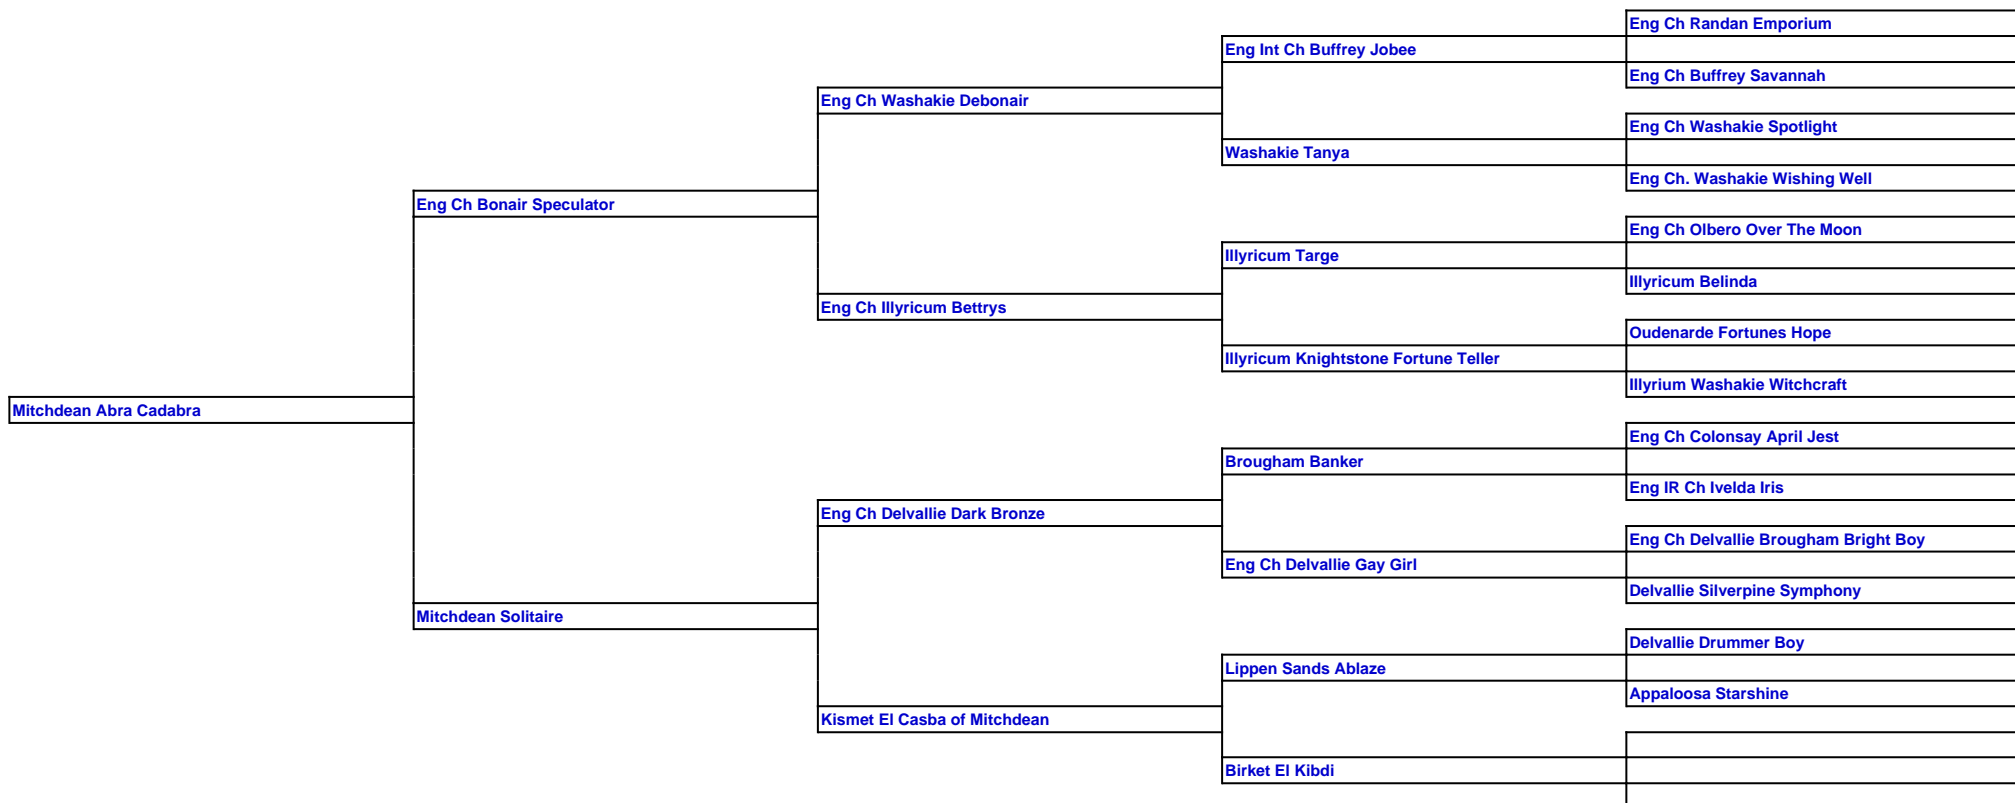 Eng Ch Randan Emporium
Eng Int Ch Buffrey Jobee
Eng Ch Buffrey Savannah
Eng Ch Washakie Debonair
Eng Ch Washakie Spotlight
Washakie Tanya
Eng Ch. Washakie Wishing Well
Eng Ch Bonair Speculator
Eng Ch Olbero Over The Moon
Illyricum Targe
Illyricum Belinda
Eng Ch Illyricum Bettrys
Oudenarde Fortunes Hope
Illyricum Knightstone Fortune Teller
Illyrium Washakie Witchcraft
Mitchdean Abra Cadabra
Eng Ch Colonsay April Jest
Brougham Banker
Eng IR Ch Ivelda Iris
Eng Ch Delvallie Dark Bronze
Eng Ch Delvallie Brougham Bright Boy
Eng Ch Delvallie Gay Girl
Delvallie Silverpine Symphony
Mitchdean Solitaire
Delvallie Drummer Boy
Lippen Sands Ablaze
Appaloosa Starshine
Kismet El Casba of Mitchdean
Birket El Kibdi